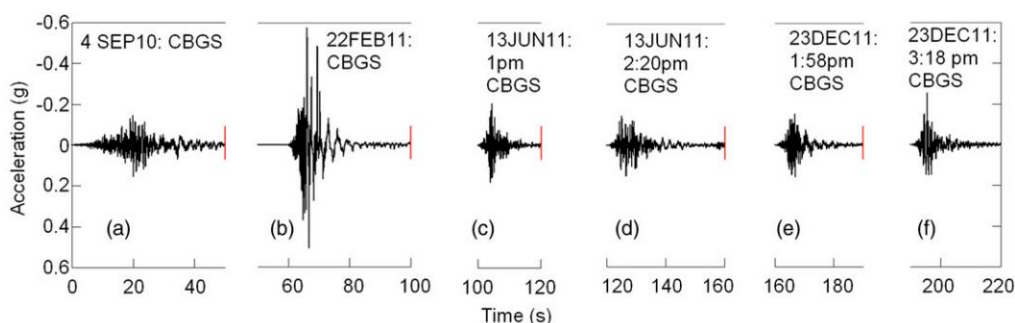 -0.6
-0.4
-0.2
0
0.2
0.4
0.6
Acceleration (g)
4 SEP10: CBGS
(a)
0 20 40
22FEB11:
CBGS
(b)
60 80 100
13JUN11:
1pm
CBGS
(c)
100 120
13JUN11:
2:20pm
CBGS
(d)
120 140 160
23DEC11:
1:58pm
CBGS
(e)
160 180
23DEC11:
3:18 pm
CBGS
(f)
200 220
Time (s)